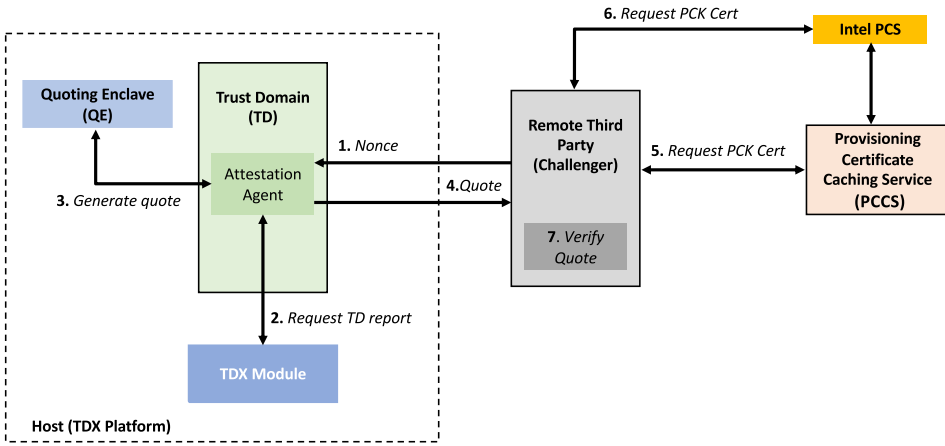 6. Request PCK Cert
Intel PCS
Quoting Enclave
(QE)
Trust Domain
(TD)
Remote Third
Party
(Challenger)
Provisioning
Certificate
Caching Service
(PCCS)
1. Nonce
5. Request PCK Cert
Attestation
Agent
4.Quote
3. Generate quote
7. Verify
Quote
2. Request TD report
TDX Module
Host (TDX Platform)